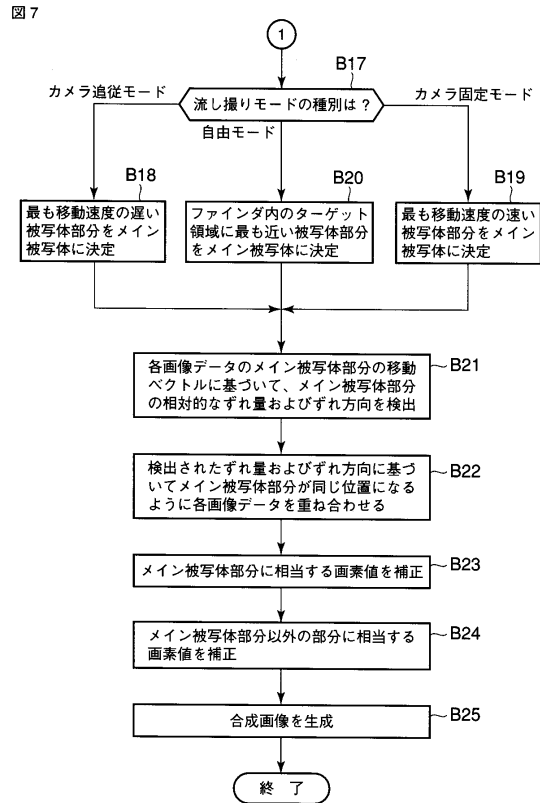 図7
1
B17
流し撮りモードの種別は？
カメラ追従モード
自由モード
カメラ固定モード
B18
最も移動速度の遅い
被写体部分をメイン
被写体に決定
B20
ファインダ内のターゲット
領域に最も近い被写体部分
をメイン被写体に決定
B19
最も移動速度の速い
被写体部分をメイン
被写体に決定
各画像データのメイン被写体部分の移動
ベクトルに基づいて、メイン被写体部分
の相対的なずれ量およびずれ方向を検出
B21
検出されたずれ量およびずれ方向に基づ
いてメイン被写体部分が同じ位置になる
ように各画像データを重ね合わせる
B22
メイン被写体部分に相当する画素値を補正
B23
メイン被写体部分以外の部分に相当する
画素値を補正
B24
合成画像を生成
B25
終 了